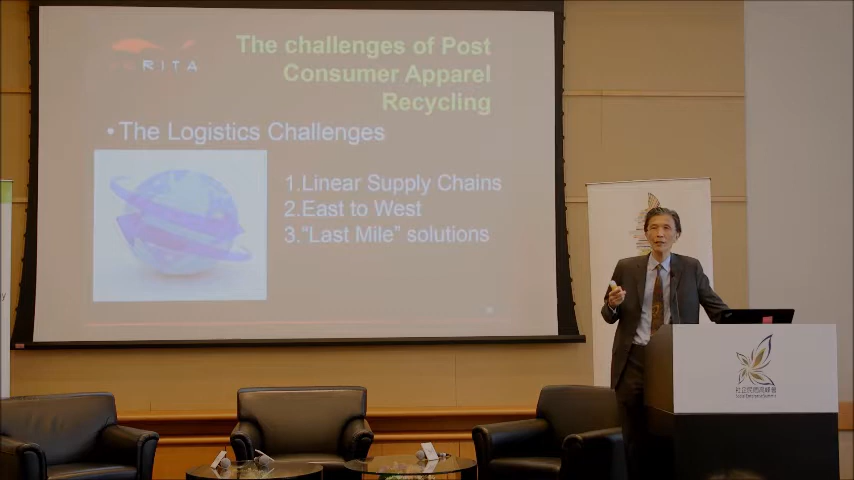 The challenges of Post
Consumer Apparel
Recycling
RITA
• The Logistics Challenges
1.Linear Supply Chains
2.East to West
3.“Last Mile” solutions